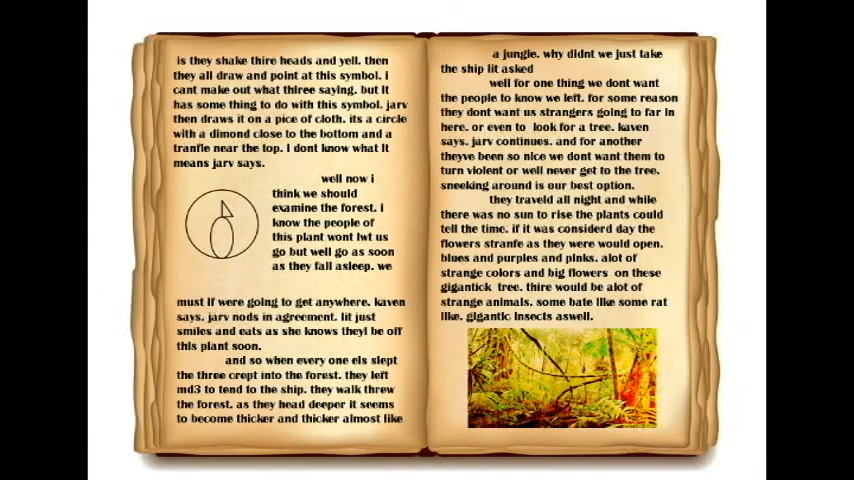 is they shake thire heads and yell. then
they all draw and point at this symbol. i
cant make out what thiree saying. but it
has some thing to do with this symbol. jarv
then draws it on a pice of cloth. its a circle
with a dimond close to the bottom and a
tranfle near the top. i dont know what it
means jarv says.
well now i
think we should
examine the forest. i
know the people of
this plant wont lwt us
go but well go as soon
as they fall asleep. we
must if were going to get anywhere. kaven
says. jarv nods in agreement. lit just
smiles and eats as she knows theyl be off
this plant soon.
and so when every one els slept
the three crept into the forest. they left
md3 to tend to the ship. they walk threw
the forest. as they head deeper it seems
to become thicker and thicker almost like
a jungle. why didnt we just take
the ship lit asked
well for one thing we dont want
the people to know we left. for some reason
they dont want us strangers going to far in
here. or even to look for a tree. kaven
says. jarv continues. and for another
theyve been so nice we dont want them to
turn violent or well never get to the tree.
sneeking around is our best option.
they traveld all night and while
there was no sun to rise the plants could
tell the time. if it was considerd day the
flowers stranfe as they were would open.
blues and purples and pinks. alot of
strange colors and big flowers on these
gigantick tree. thire would be alot of
strange animals. some bate like some rat
like. gigantic insects aswell.